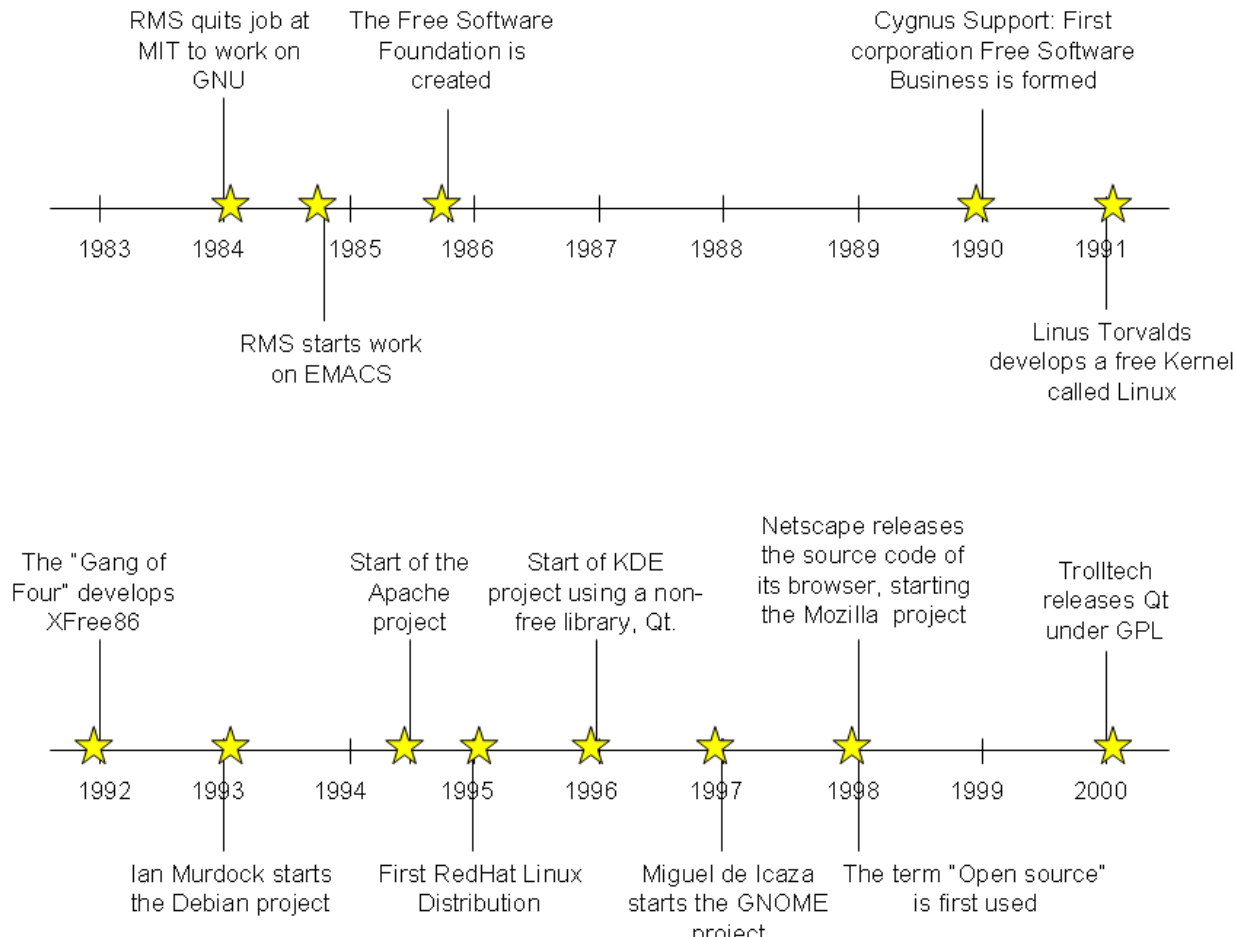 RMS quits job at
MIT to work on
GNU
The Free Software
Foundation is
created
Cygnus Support: First
corporation Free Software
Business is formed
1983 1984 1985 1986 1987 1988 1989 1990 1991
RMS starts work
on EMACS
Linus Torvalds
develops a free Kernel
called Linux
The "Gang of
Four" develops
XFree86
Start of the
Apache
project
Start of KDE
project using a non-
free library, Qt.
Netscape releases
the source code of
its browser, starting
the Mozilla project
Trolltech
releases Qt
under GPL
1992 1993 1994 1995 1996 1997 1998 1999 2000
Ian Murdock starts
the Debian project
First RedHat Linux
Distribution
Miguel de Icaza
starts the GNOME
project
The term "Open source"
is first used